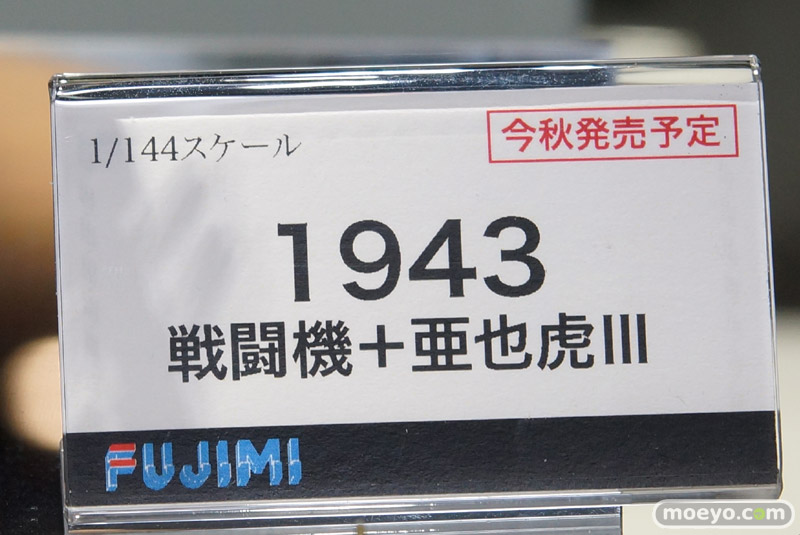 1/144スケール
今秋発売予定
1943
戦闘機＋亜也虎III
FUJIMI
moeyo.com